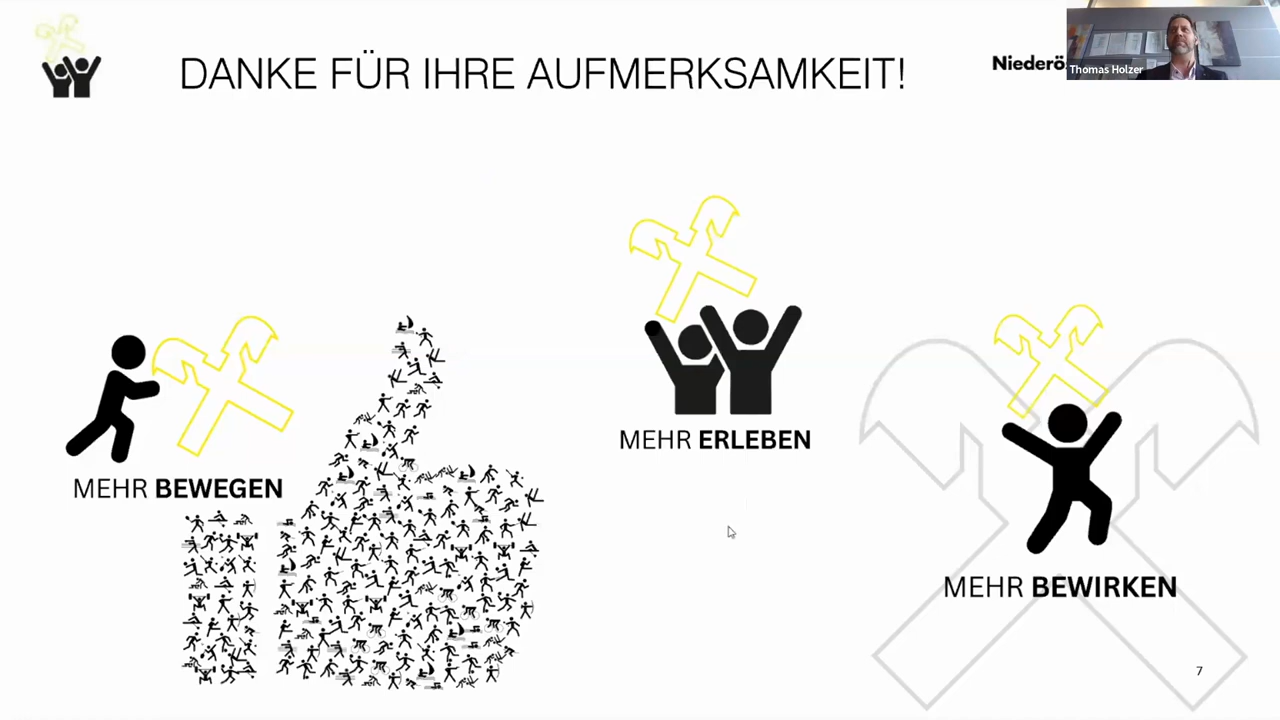 DANKE FÜR IHRE AUFMERKSAMKEIT!
Niederö
Thomas Holzer
MEHR ERLEBEN
MEHR BEWEGEN
MEHR BEWIRKEN
7